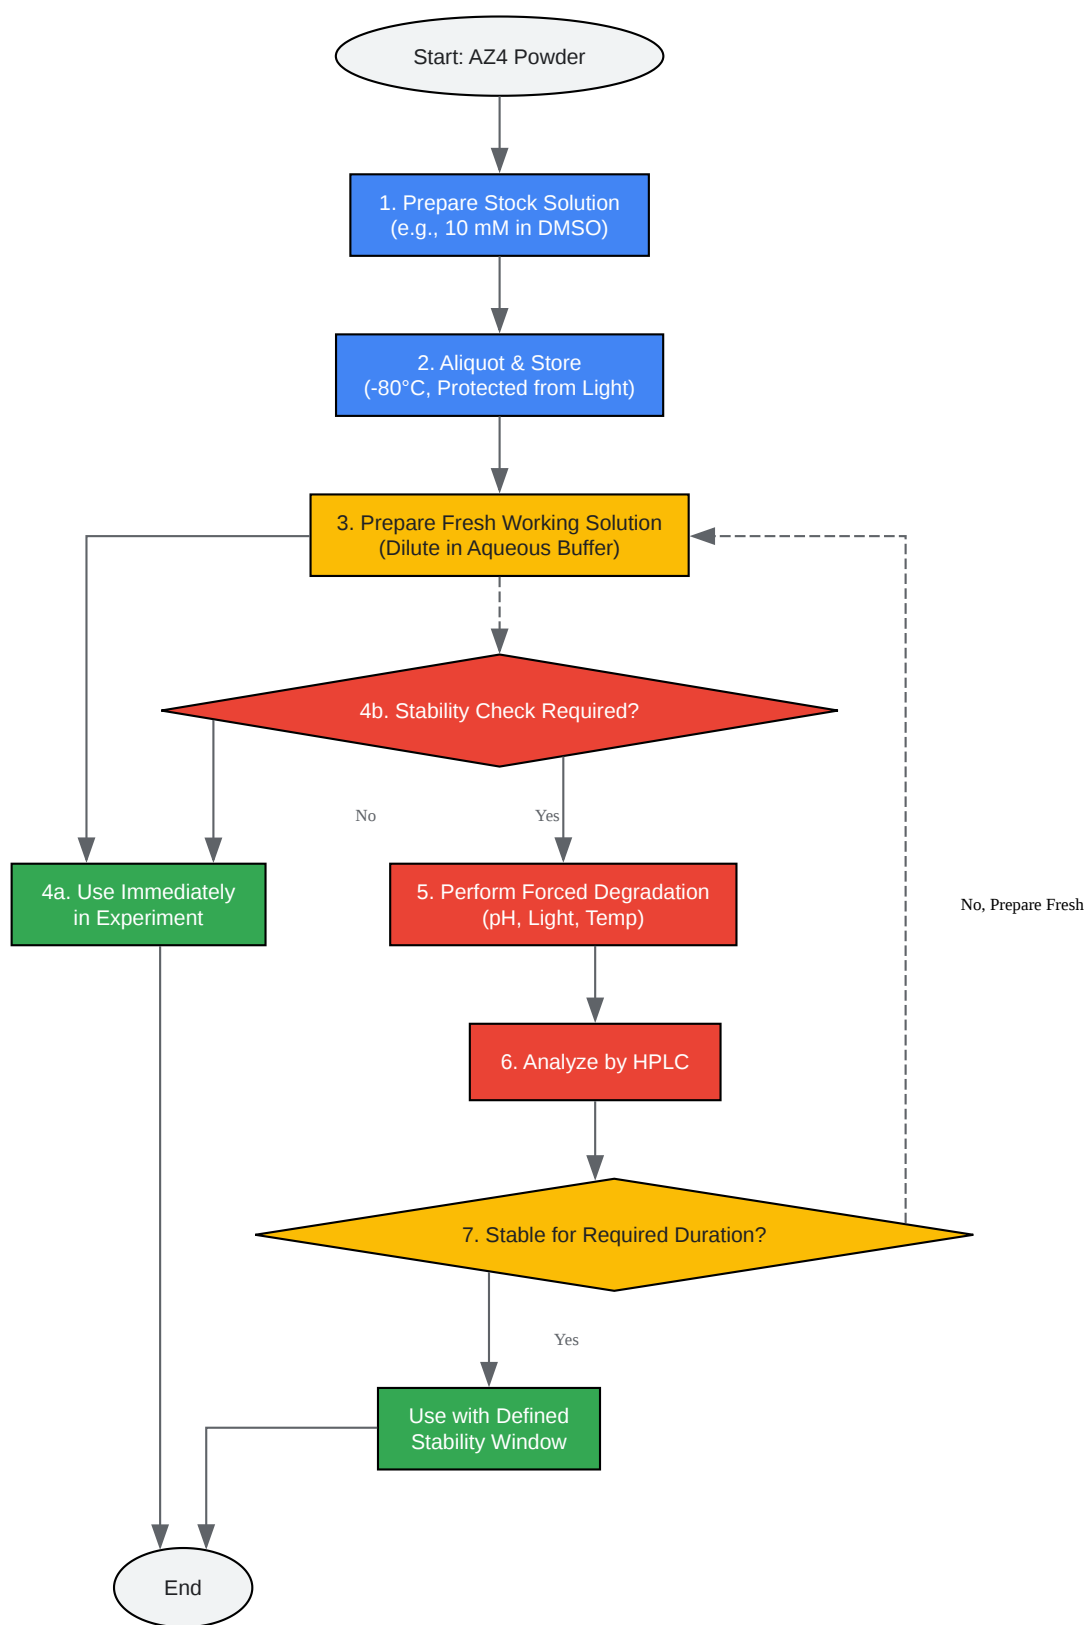 Start: AZ4 Powder
1. Prepare Stock Solution
(e.g., 10 mM in DMSO)
2. Aliquot & Store
(-80°C, Protected from Light)
3. Prepare Fresh Working Solution
(Dilute in Aqueous Buffer)
4b. Stability Check Required?
No
Yes
4a. Use Immediately
in Experiment
5. Perform Forced Degradation
(pH, Light, Temp)
No, Prepare Fresh
6. Analyze by HPLC
7. Stable for Required Duration?
Yes
Use with Defined
Stability Window
End